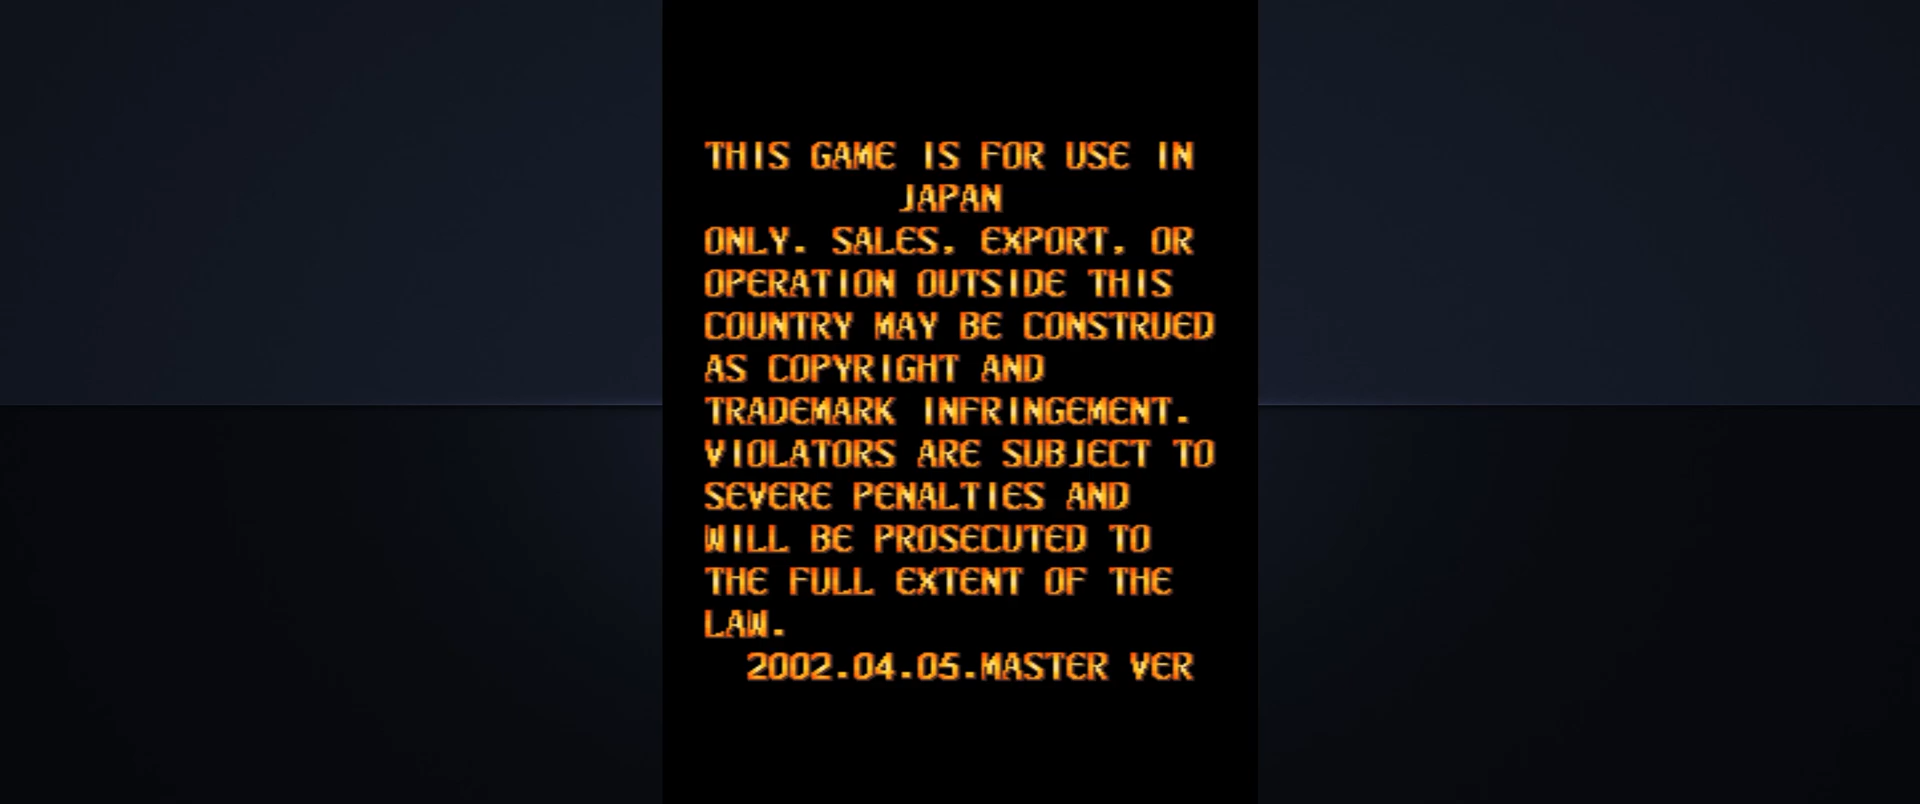 THIS GAME IS FOR USE IN
JAPAN
ONLY. SALES, EXPORT, OR
OPERATION OUTSIDE THIS
COUNTRY MAY BE CONSTRUED
AS COPYRIGHT AND
TRADEMARK INFRINGEMENT.
VIOLATORS ARE SUBJECT TO
SEVERE PENALTIES AND
WILL BE PROSECUTED TO
THE FULL EXTENT OF THE
LAW.
2002.04.05.MASTER VER